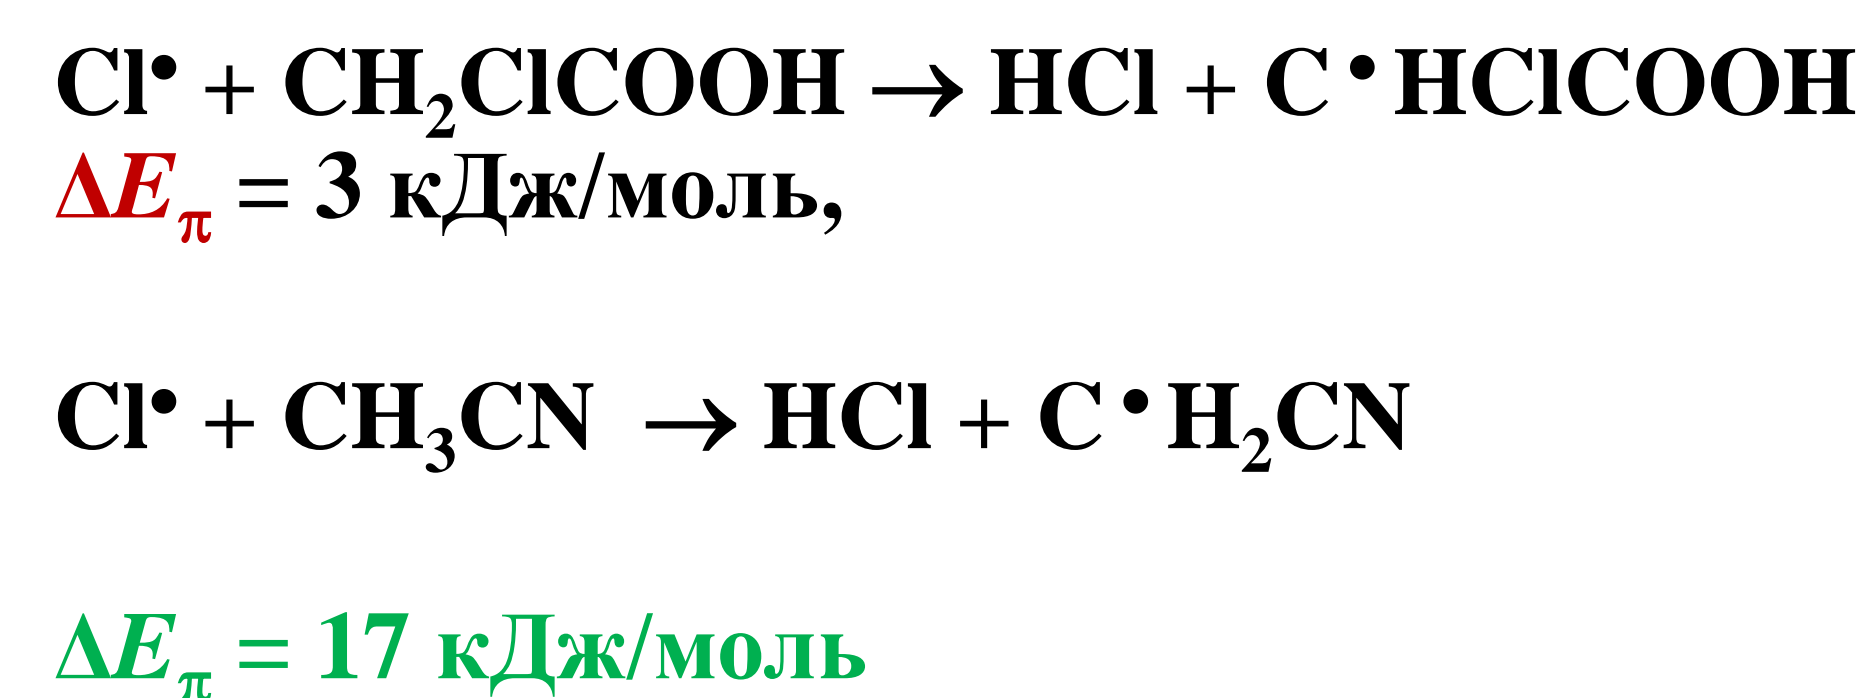 Cl• + CH₂ClCOOH → HCl + C•HClCOOH
ΔEπ = 3 кДж/моль,
Cl• + CH₃CN → HCl + C•H₂CN
ΔEπ = 17 кДж/моль